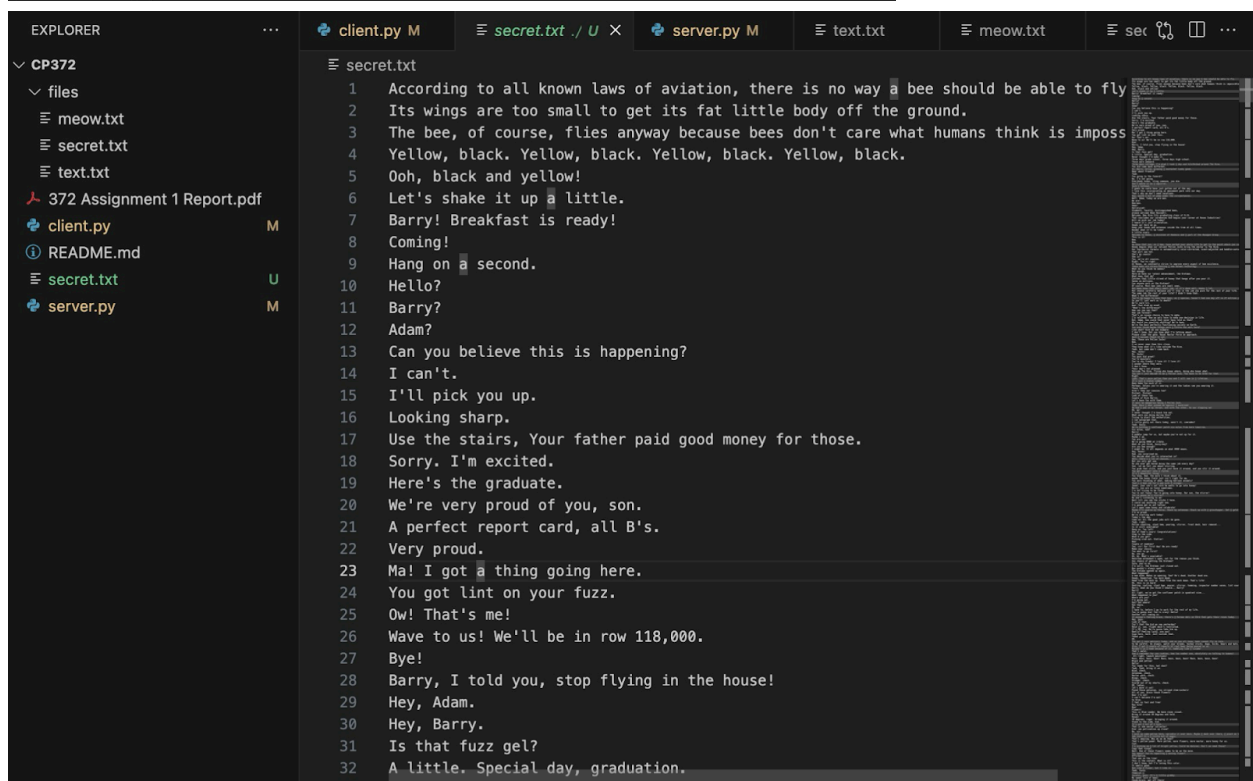 EXPLORER
CP372
files
meow.txt
secret.txt
text.txt
372 Assignment 1 Report.pdf
client.py M
README.md
secret.txt U
server.py M
client.py M
secret.txt ./ U
server.py M
text.txt
meow.txt
sec
secret.txt
1 According to all known laws of aviation, there is no way a bee should be able to fly
2 Its wings are too small to get its fat little body off the ground.
3 The bee, of course, flies anyway because bees don't care what humans think is imposs
4 Yellow, black. Yellow, black. Yellow, black. Yellow, black.
5 Ooh, black and yellow!
6 Let's shake it up a little.
7 Barry! Breakfast is ready!
8 Coming!
9 Hang on a second.
10 Hello?
11 Barry?
12 Adam?
13 Can you believe this is happening?
14 I can't.
15 I'll pick you up.
16 Looking sharp.
17 Use the stairs, Your father paid good money for those.
18 Sorry. I'm excited.
19 Here's the graduate.
20 We're very proud of you, son.
21 A perfect report card, all B's.
22 Very proud.
23 Ma! I got a thing going here.
24 You got lint on your fuzz.
25 Ow! That's me!
26 Wave to us! We'll be in row 118,000.
27 Bye!
28 Barry, I told you, stop flying in the house!
29 Hey, Adam.
30 Hey, Barry.
31 Is that fuzz gel?
32 A little. Special day, graduation.